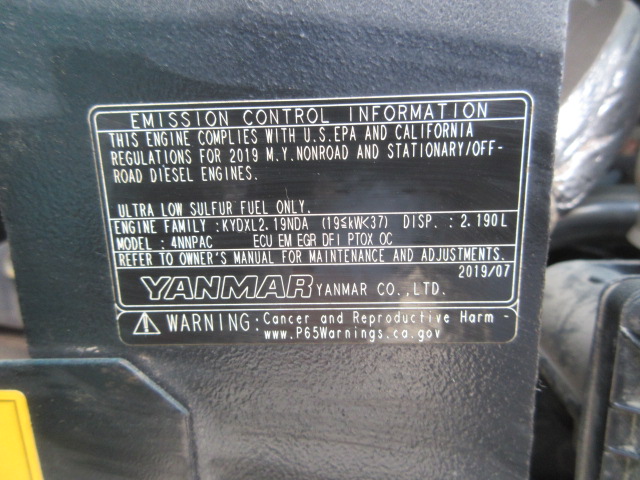 EMISSION CONTROL INFORMATION
THIS ENGINE COMPLIES WITH U.S.EPA AND CALIFORNIA
REGULATIONS FOR 2019 M.Y.NONROAD AND STATIONARY/OFF-
ROAD DIESEL ENGINES.
ULTRA LOW SULFUR FUEL ONLY.
ENGINE FAMILY : KYDXL2.19NDA (19≤kW<37) DISP. : 2.190L
MODEL : 4NNPAC ECU EM EGR DFI PTOX OC
REFER TO OWNER'S MANUAL FOR MAINTENANCE AND ADJUSTMENTS.
2019/07
YANMAR YANMAR CO.,LTD.
WARNING: Cancer and Reproductive Harm -
www.P65Warnings.ca.gov